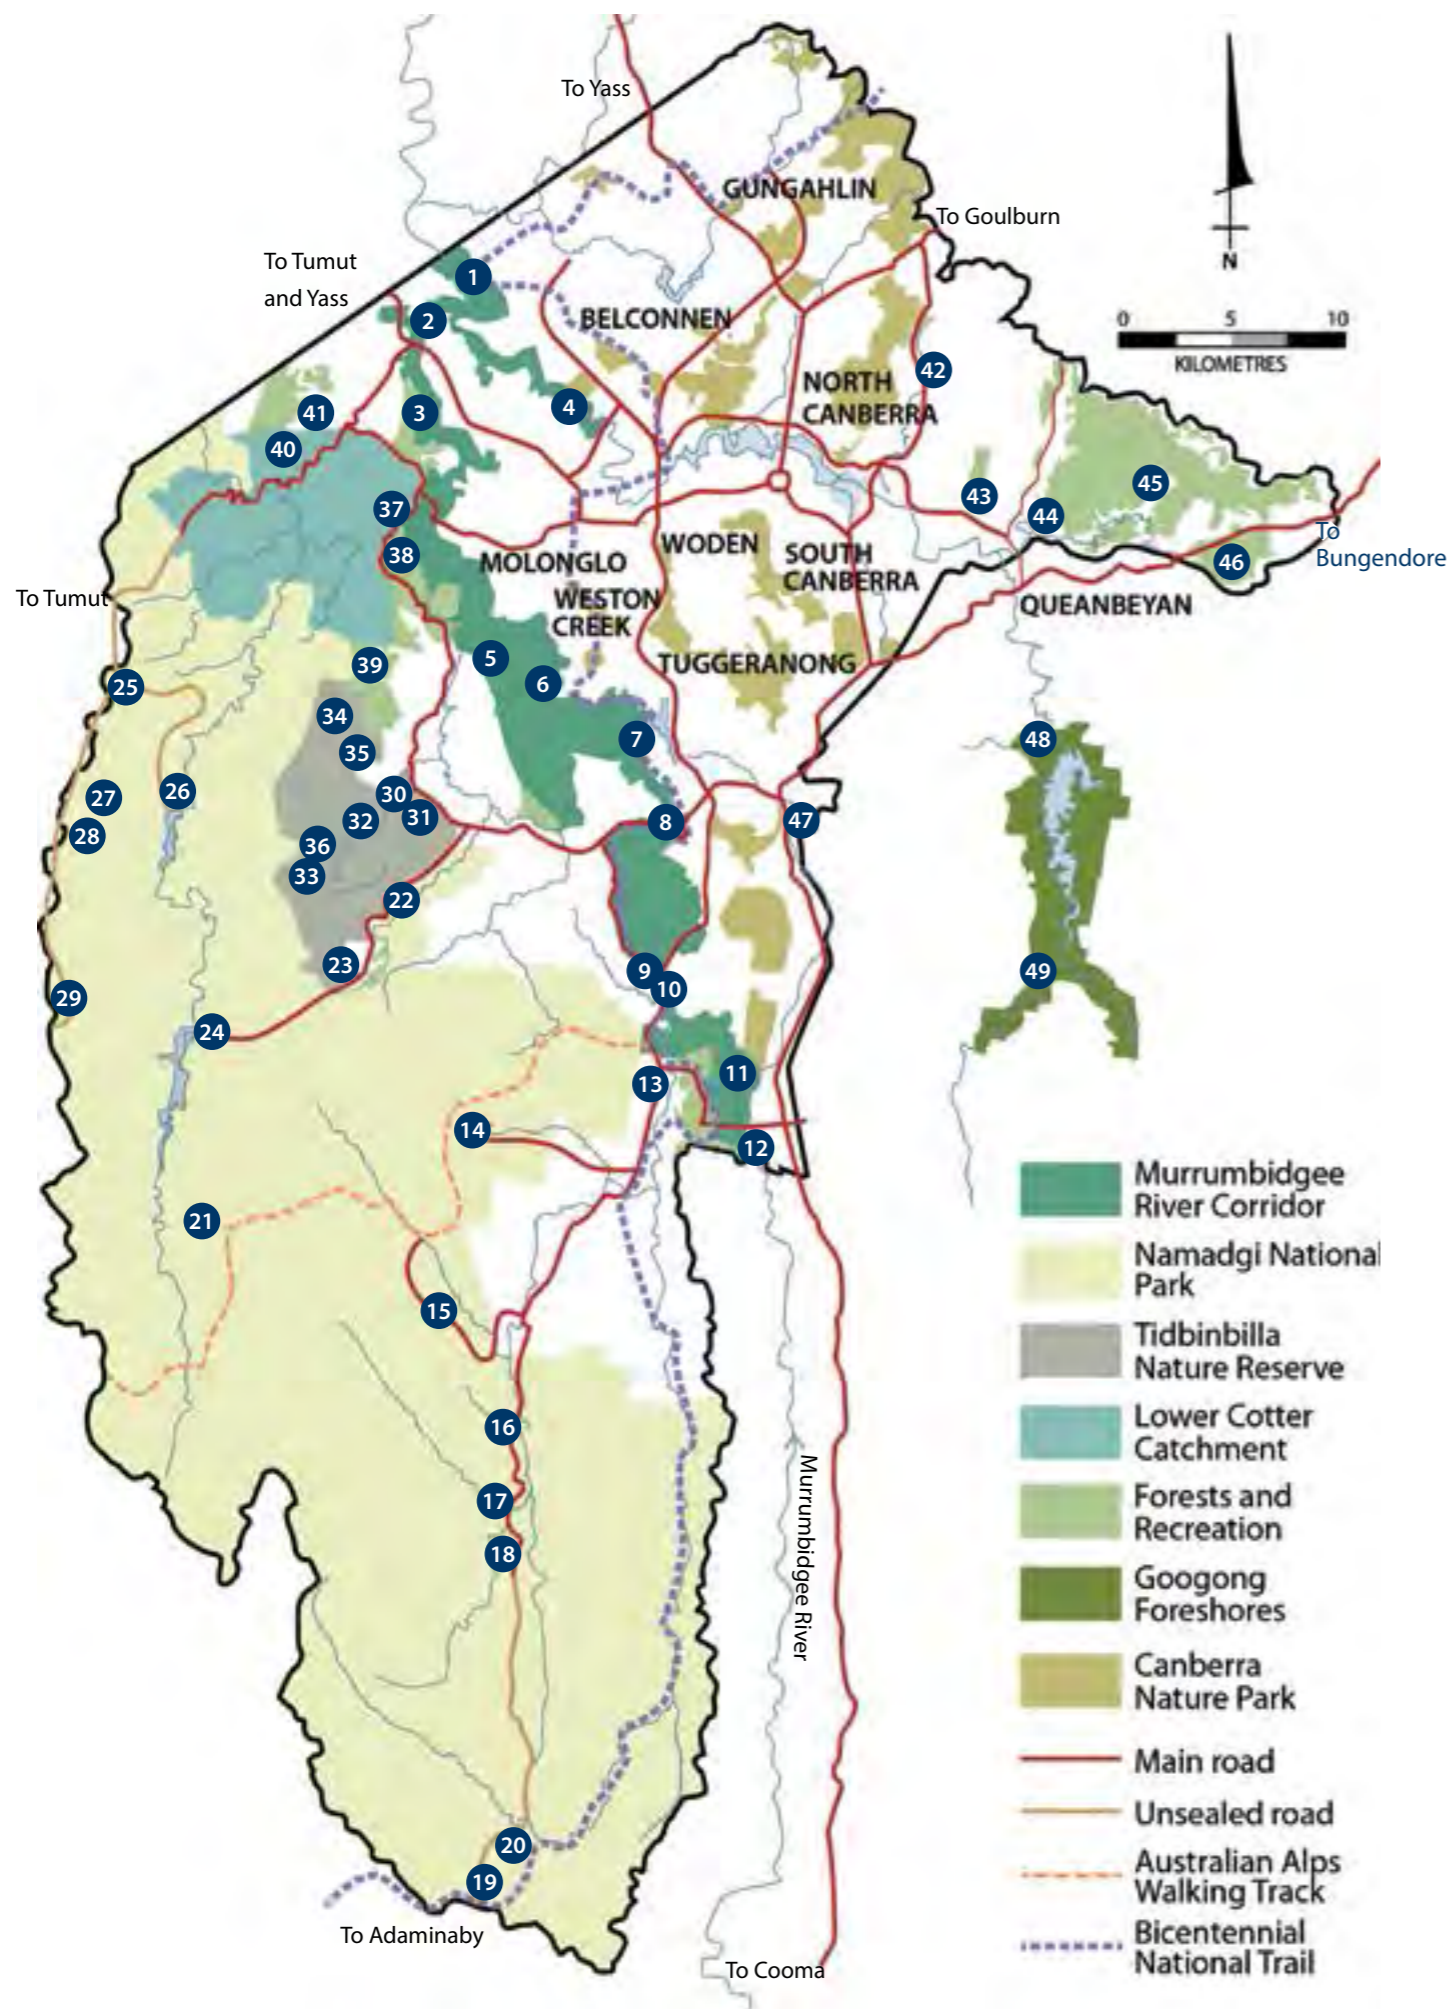 To Yass
GUNGAHLIN
To Goulburn
To Tumut
and Yass
N
1
2
BELCONNEN
0 5 10
KILOMETRES
42
NORTH
CANBERRA
41
3
4
40
43
45
37
44
To
Bungendore
38
MOLONGLO
WODEN
SOUTH
CANBERRA
46
To Tumut
WESTON
CREEK
QUEANBEYAN
39
5
TUGGERANONG
25
6
34
7
48
35
27
26
30
28
32
31
8
47
36
33
22
23
9
49
29
10
24
13
11
14
12
21
15
16
17
18
20
19
Murrumbidgee River
To Adaminaby
To Cooma
Murrumbidgee
River Corridor
Namadgi National
Park
Tidbinbilla
Nature Reserve
Lower Cotter
Catchment
Forests and
Recreation
Googong
Foreshores
Canberra
Nature Park
Main road
Unsealed road
Australian Alps
Walking Track
Bicentennial
National Trail